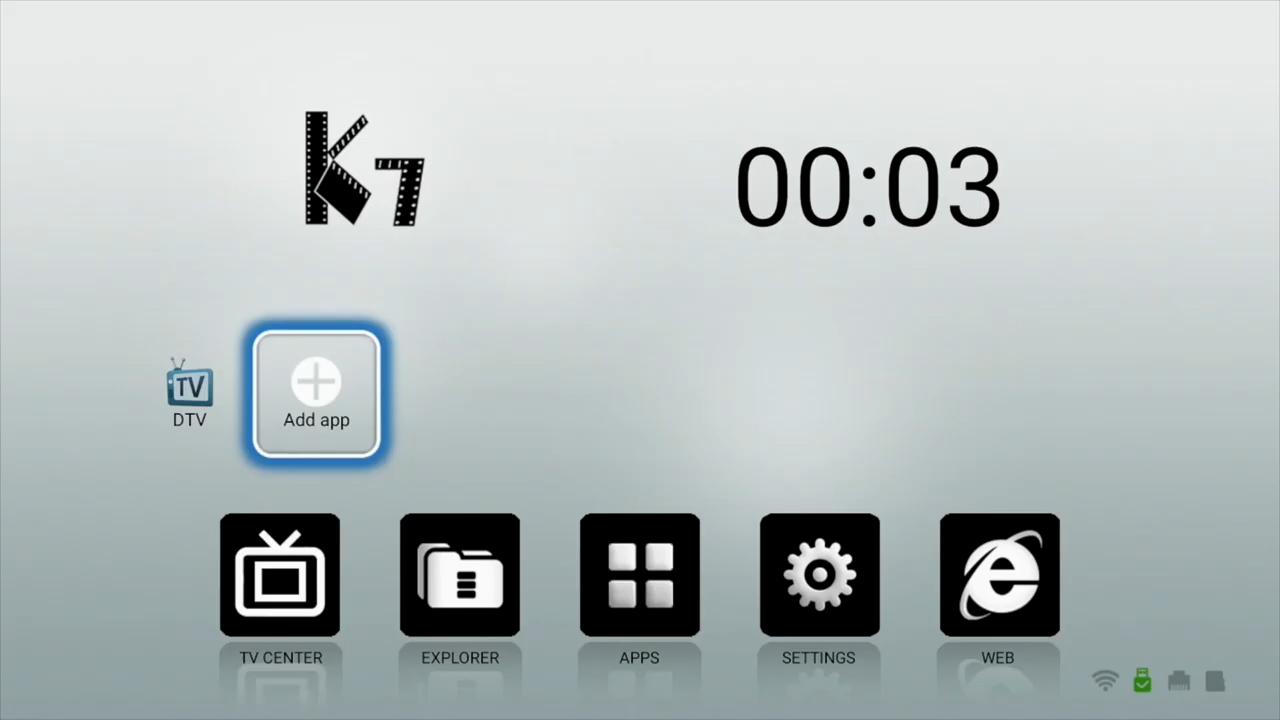 K7
00:03
TV
DTV
Add app
TV CENTER
EXPLORER
APPS
SETTINGS
WEB